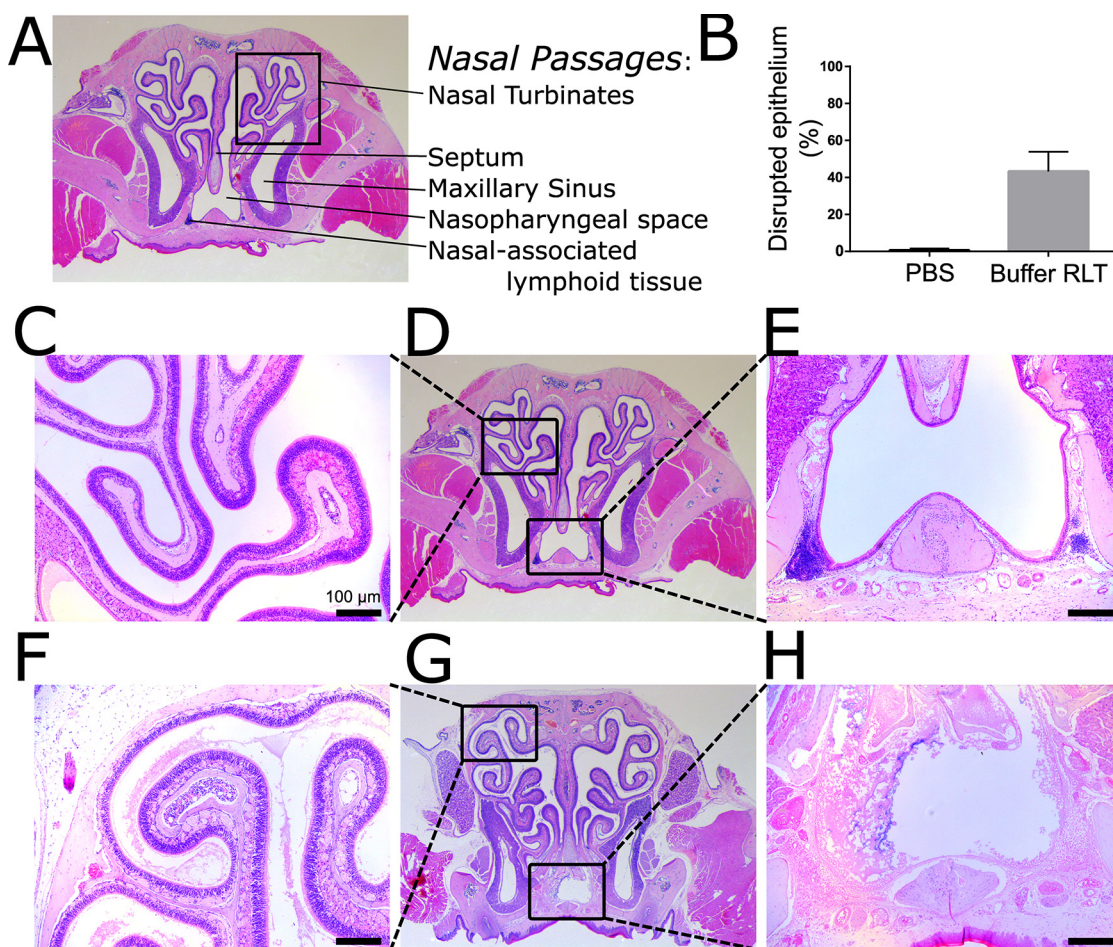 A
Nasal Passages:
Nasal Turbinates
Septum
Maxillary Sinus
Nasopharyngeal space
Nasal-associated
lymphoid tissue
B
Disrupted epithelium
(%)
100
80
60
40
20
0
PBS
Buffer RLT
C
100 µm
D
E
F
G
H